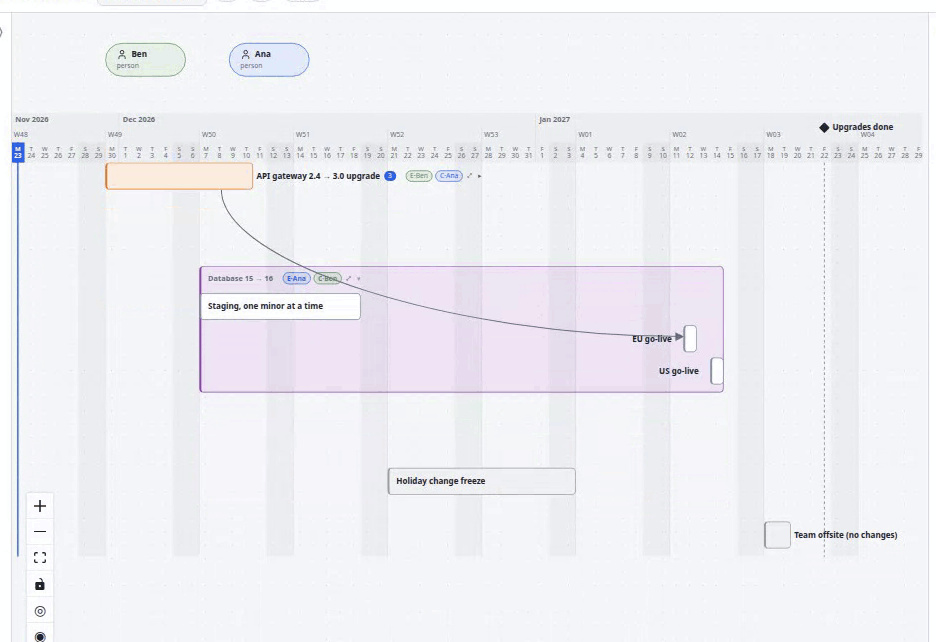 Ben
person
Ana
person
Nov 2026
Dec 2026
Jan 2027
W48 W49 W50 W51 W52 W53 W01 W02 W03 W04
Upgrades done
M T W T F S S M T W T F S S M T W T F S S M T W T F S S M T W T F S S M T W T F S S M T W T F S S M T W T F S S M T W T F S S M T W T F
23 24 25 26 27 28 29 30 1 2 3 4 5 6 7 8 9 10 11 12 13 14 15 16 17 18 19 20 21 22 23 24 25 26 27 28 29 30 31 1 2 3 4 5 6 7 8 9 10 11 12 13 14 15 16 17 18 19 20 21 22 23 24 25 26 27 28 29
API gateway 2.4 → 3.0 upgrade 3 E·Ben C·Ana
Database 15 → 16 E·Ana C·Ben
Staging, one minor at a time
EU go-live
US go-live
Holiday change freeze
Team offsite (no changes)